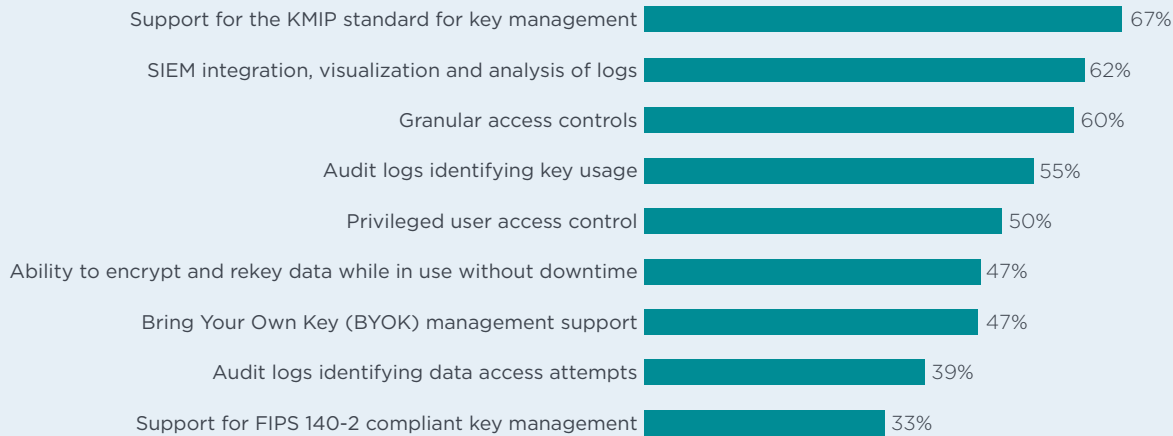 Support for the KMIP standard for key management 67%
SIEM integration, visualization and analysis of logs 62%
Granular access controls 60%
Audit logs identifying key usage 55%
Privileged user access control 50%
Ability to encrypt and rekey data while in use without downtime 47%
Bring Your Own Key (BYOK) management support 47%
Audit logs identifying data access attempts 39%
Support for FIPS 140-2 compliant key management 33%